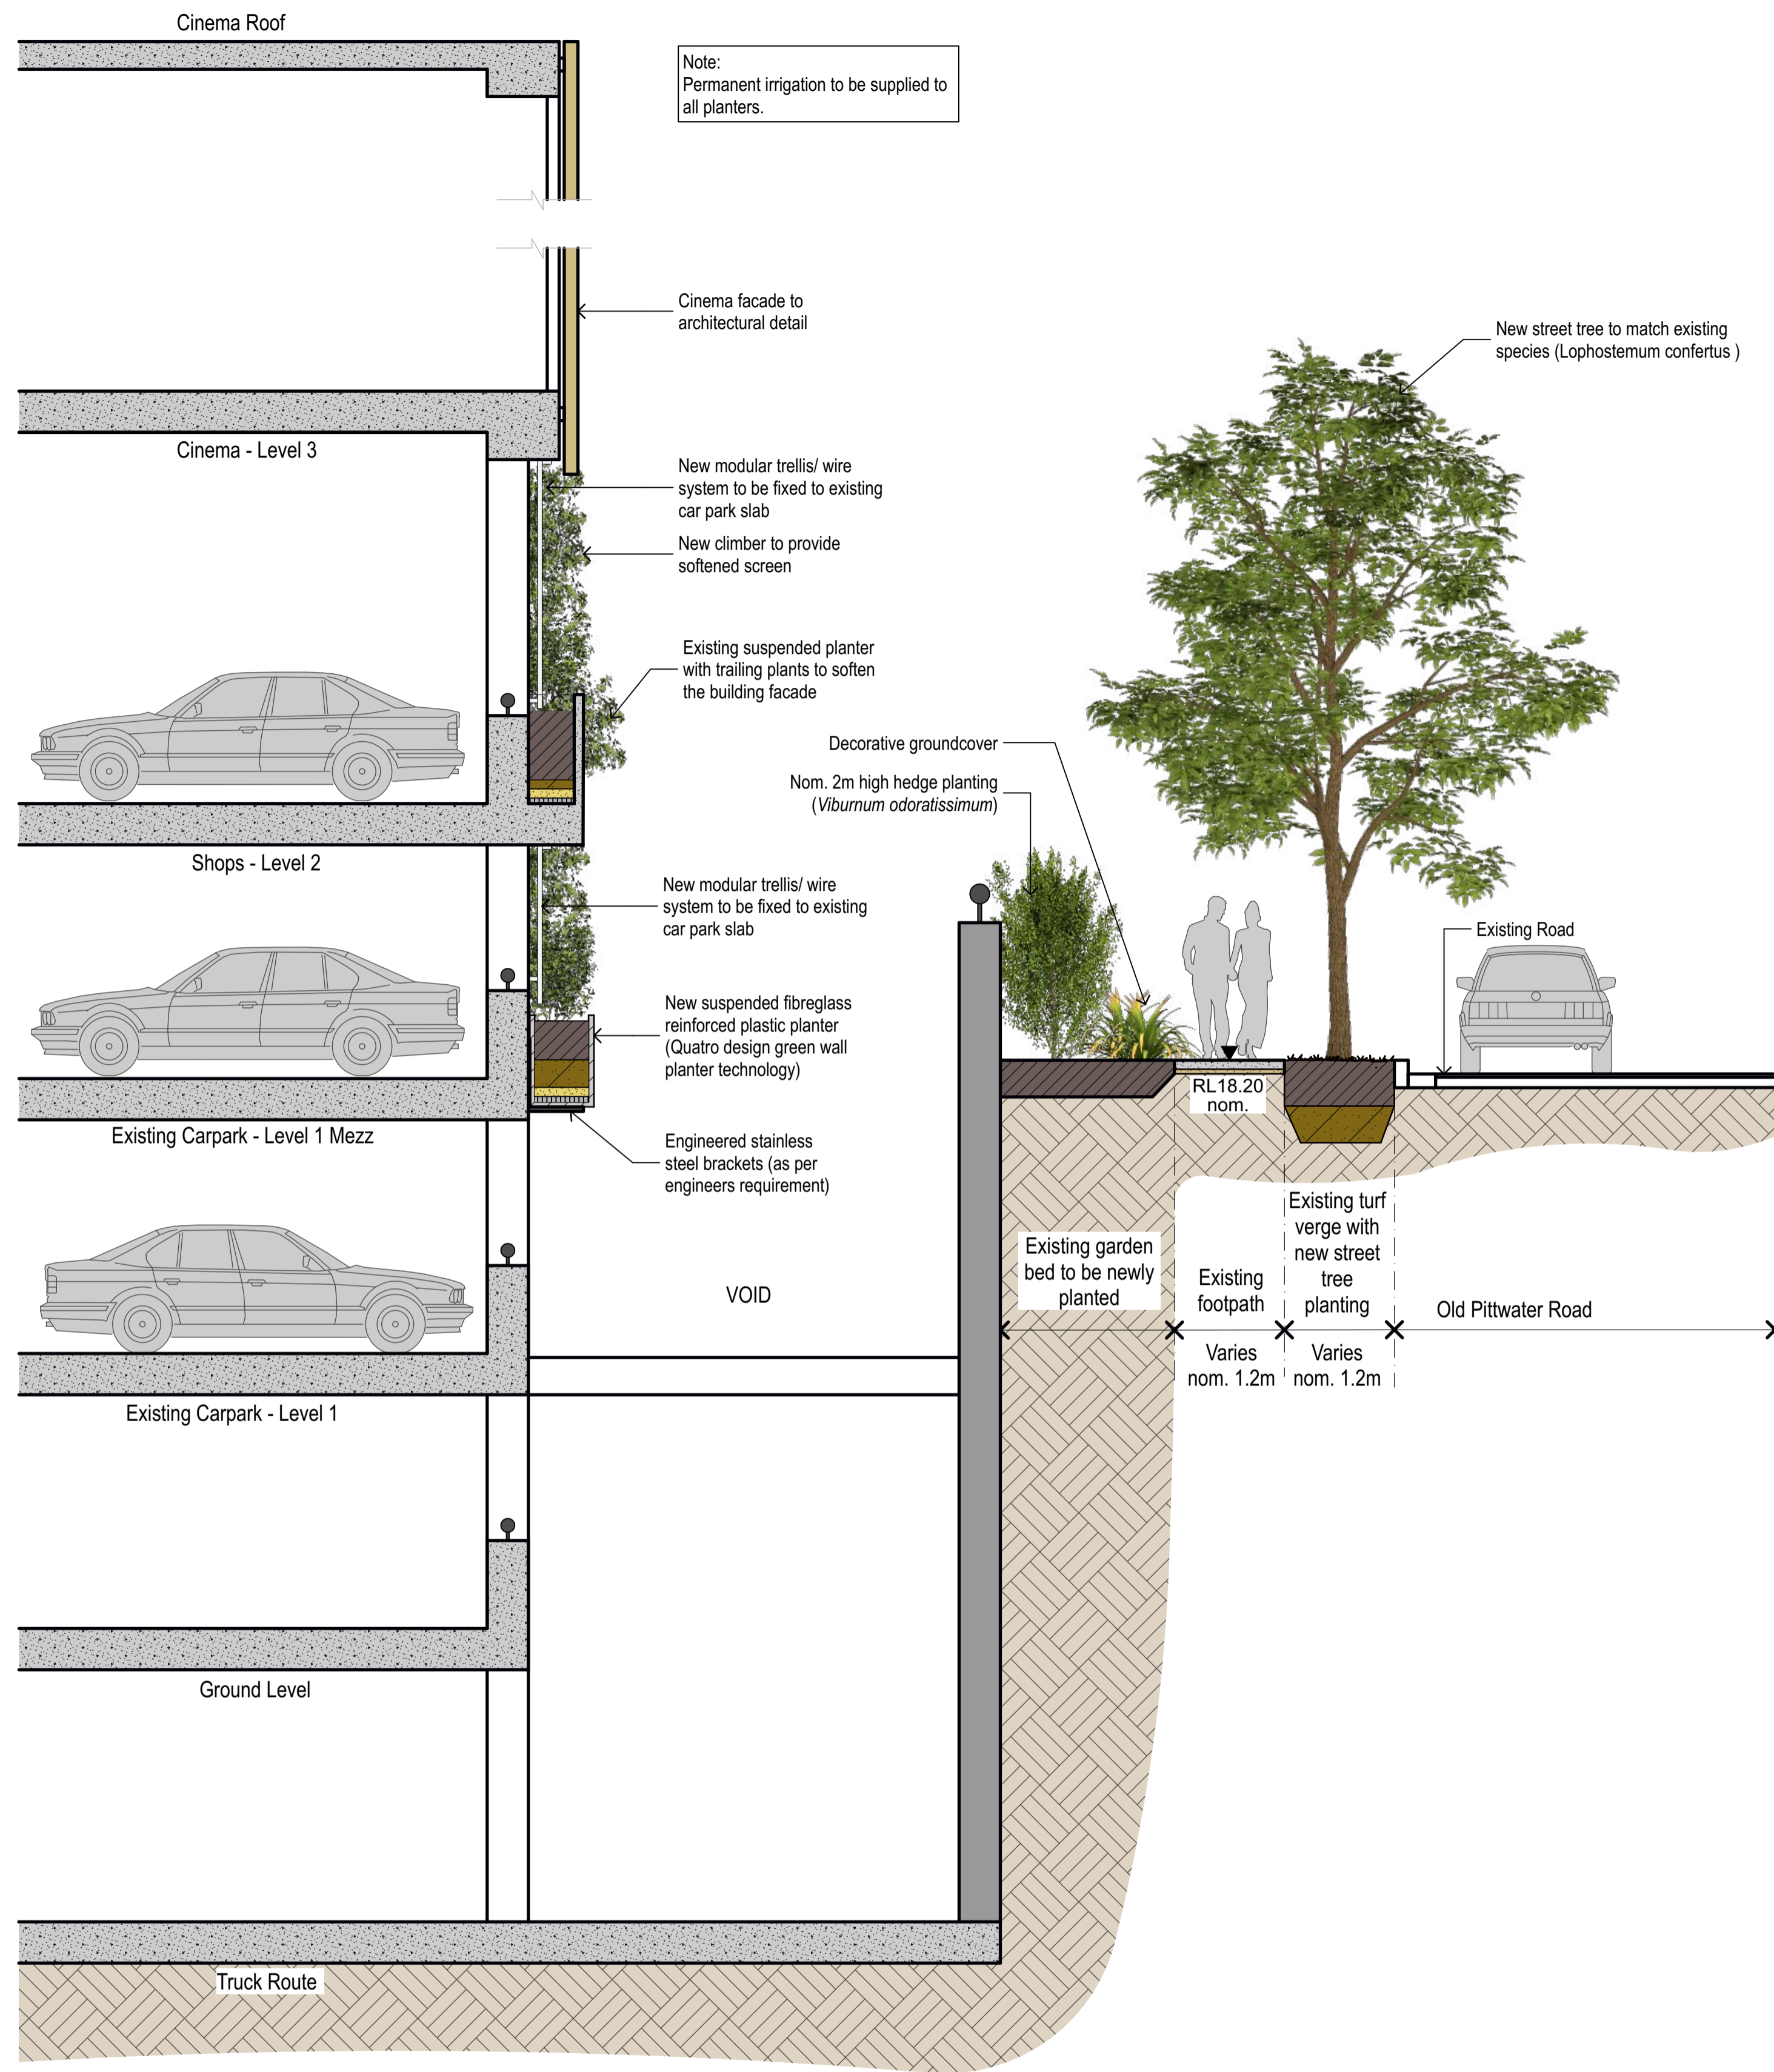 Cinema Roof
Note:
Permanent irrigation to be supplied to
all planters.
Cinema facade to
architectural detail
New street tree to match existing
species (Lophostemum confertus )
Cinema - Level 3
New modular trellis/ wire
system to be fixed to existing
car park slab
New climber to provide
softened screen
Existing suspended planter
with trailing plants to soften
the building facade
Decorative groundcover
Nom. 2m high hedge planting
(Viburnum odoratissimum)
Shops - Level 2
New modular trellis/ wire
system to be fixed to existing
car park slab
Existing Road
New suspended fibreglass
reinforced plastic planter
(Quatro design green wall
planter technology)
RL18.20
nom.
Existing Carpark - Level 1 Mezz
Engineered stainless
steel brackets (as per
engineers requirement)
VOID
Existing garden
bed to be newly
planted
Existing
footpath
Varies
nom. 1.2m
Existing turf
verge with
new street
tree
planting
Varies
nom. 1.2m
Old Pittwater Road
Existing Carpark - Level 1
Ground Level
Truck Route